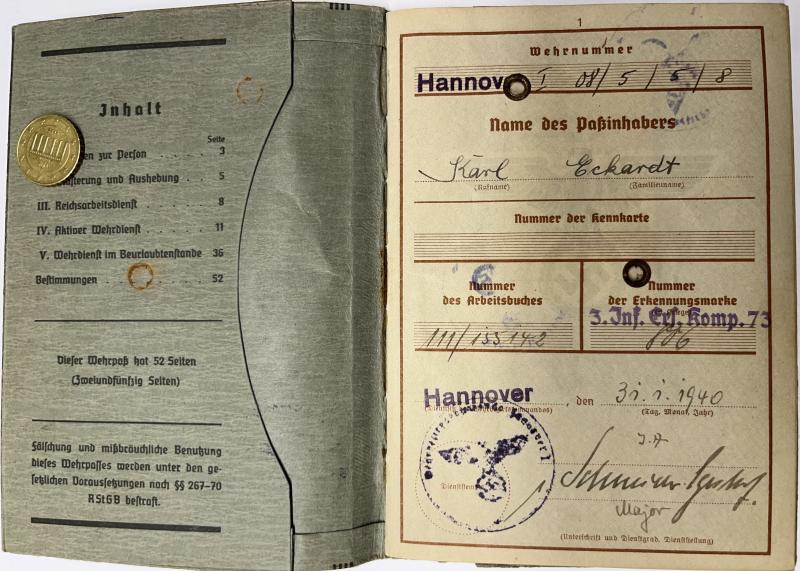 Inhalt
Seite
en zur Person . . . . . . 3
sterung und Aushebung . . . 5
III. Reichsarbeitsdienst . . . . . 8
IV. Aktiver Wehrdienst . . . . 11
V. Wehrdienst im Beurlaubtenstande 36
Bestimmungen . . . . . . . . 52
Dieser Wehrpaß hat 52 Seiten
(Zweiundfünfzig Seiten)
Fälschung und mißbräuchliche Benutzung
dieses Wehrpasses werden unter den ge-
setzlichen Voraussetzungen nach §§ 267–70
RStGB bestraft.
1
Wehrnummer
Hannov I 08/5/5/8
Name des Paßinhabers
Karl Eckardt
(Rufname) (Familienname)
Nummer der Kennkarte
Nummer des Arbeitsbuches
Nummer der Erkennungsmarke
3. Inf. Ers. Komp. 73
111/155142
Hannover, den 31.1.1940
(Tag, Monat, Jahr)
I.A
Dienststempel
Major
(Unterschrift und Dienstgrad, Dienststellung)